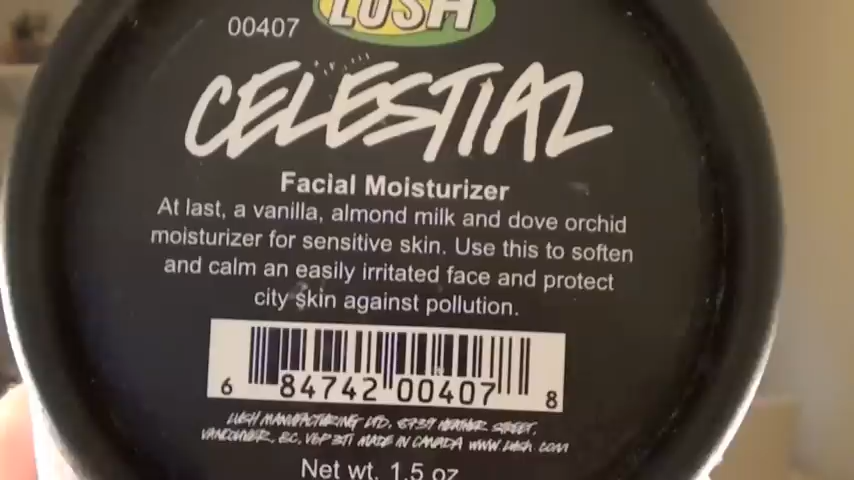 LUSH
00407
CELESTIAL
Facial Moisturizer
At last, a vanilla, almond milk and dove orchid
moisturizer for sensitive skin. Use this to soften
and calm an easily irritated face and protect
city skin against pollution.
6 84742 00407 8
LUSH MANUFACTURING LTD. 8739 HEATHER STREET,
VANCOUVER, BC, V6P 3T1 MADE IN CANADA WWW.LUSH.COM
Net wt. 1.5 oz